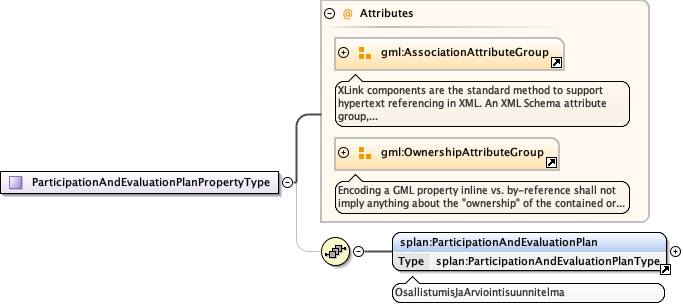 Attributes
gml:AssociationAttributeGroup
XLink components are the standard method to support
hypertext referencing in XML. An XML Schema attribute
group,...
gml:OwnershipAttributeGroup
Encoding a GML property inline vs. by-reference shall not
imply anything about the "ownership" of the contained or...
ParticipationAndEvaluationPlanPropertyType
splan:ParticipationAndEvaluationPlan
Type splan:ParticipationAndEvaluationPlanType
OsallistumisJaArviointisuunnitelma